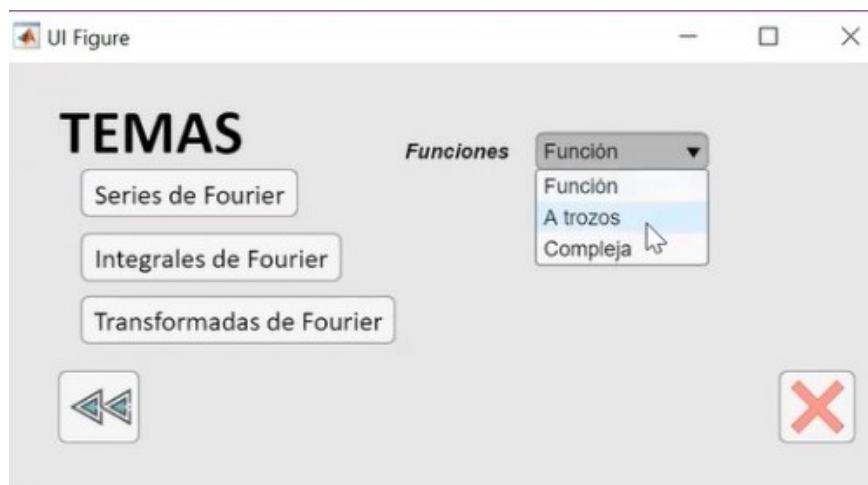 UI Figure
TEMAS
Funciones
Función
Función
A trozos
Compleja
Series de Fourier
Integrales de Fourier
Transformadas de Fourier